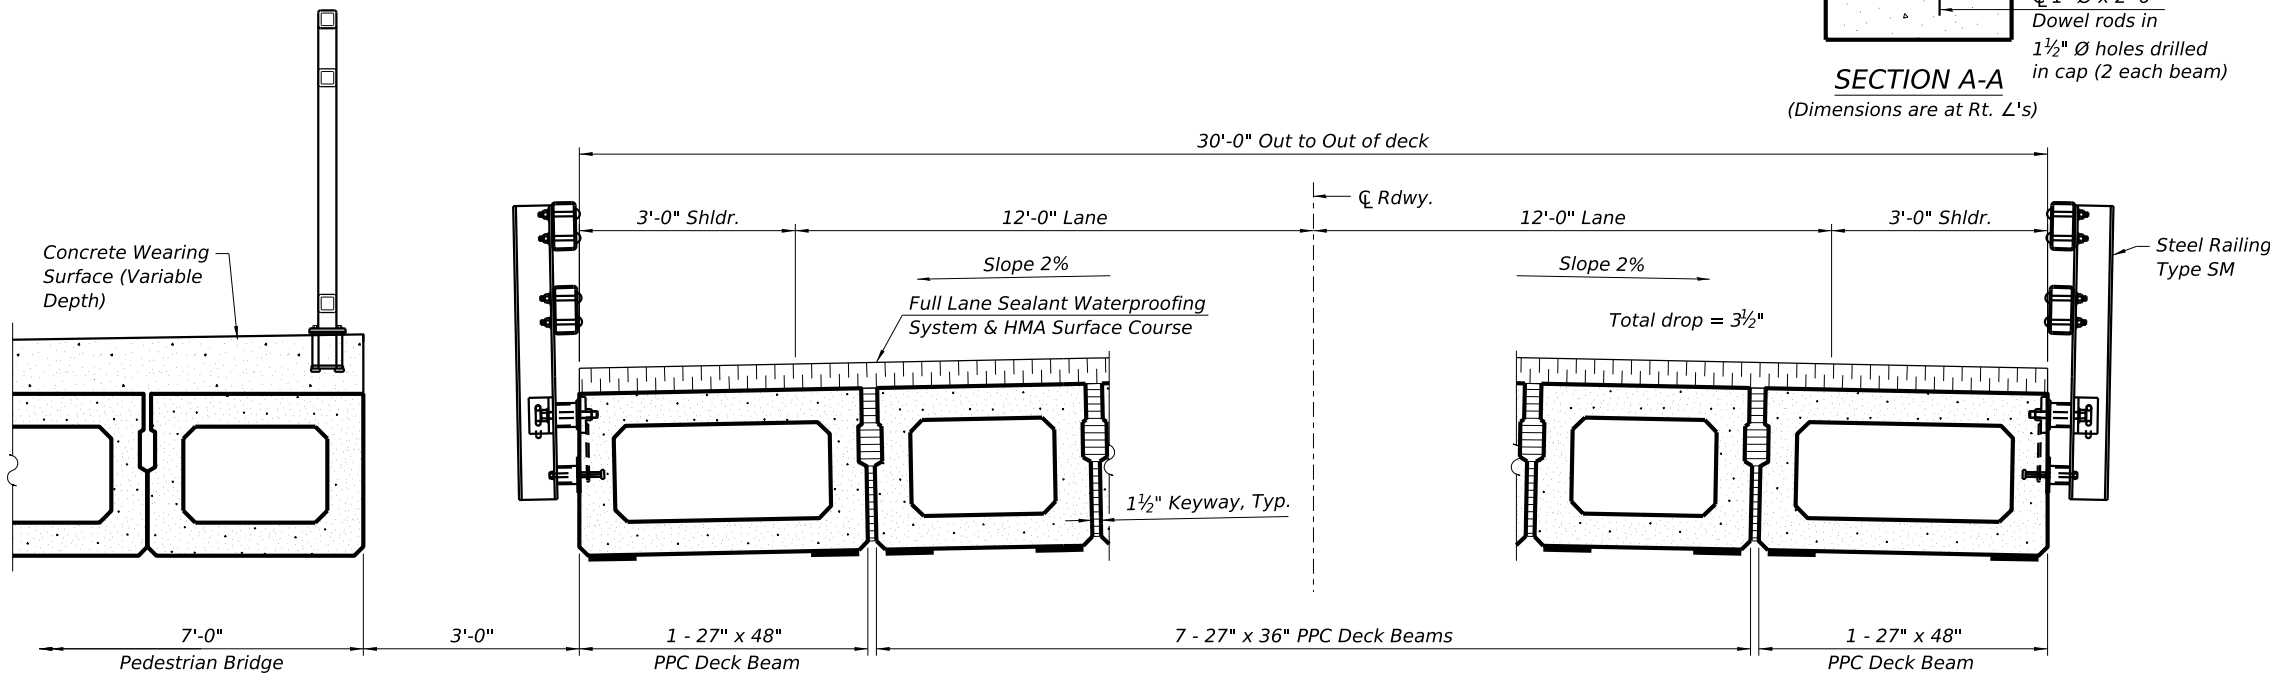 Dowel rods in
1½" Ø holes drilled
in cap (2 each beam)
SECTION A-A
(Dimensions are at Rt. ∠'s)
30'-0" Out to Out of deck
℄ Rdwy.
3'-0" Shldr.
12'-0" Lane
12'-0" Lane
3'-0" Shldr.
Concrete Wearing
Surface (Variable
Depth)
Slope 2%
Slope 2%
Steel Railing
Type SM
Full Lane Sealant Waterproofing
System & HMA Surface Course
Total drop = 3½"
1½" Keyway, Typ.
7'-0"
Pedestrian Bridge
3'-0"
1 - 27" x 48"
PPC Deck Beam
7 - 27" x 36" PPC Deck Beams
1 - 27" x 48"
PPC Deck Beam